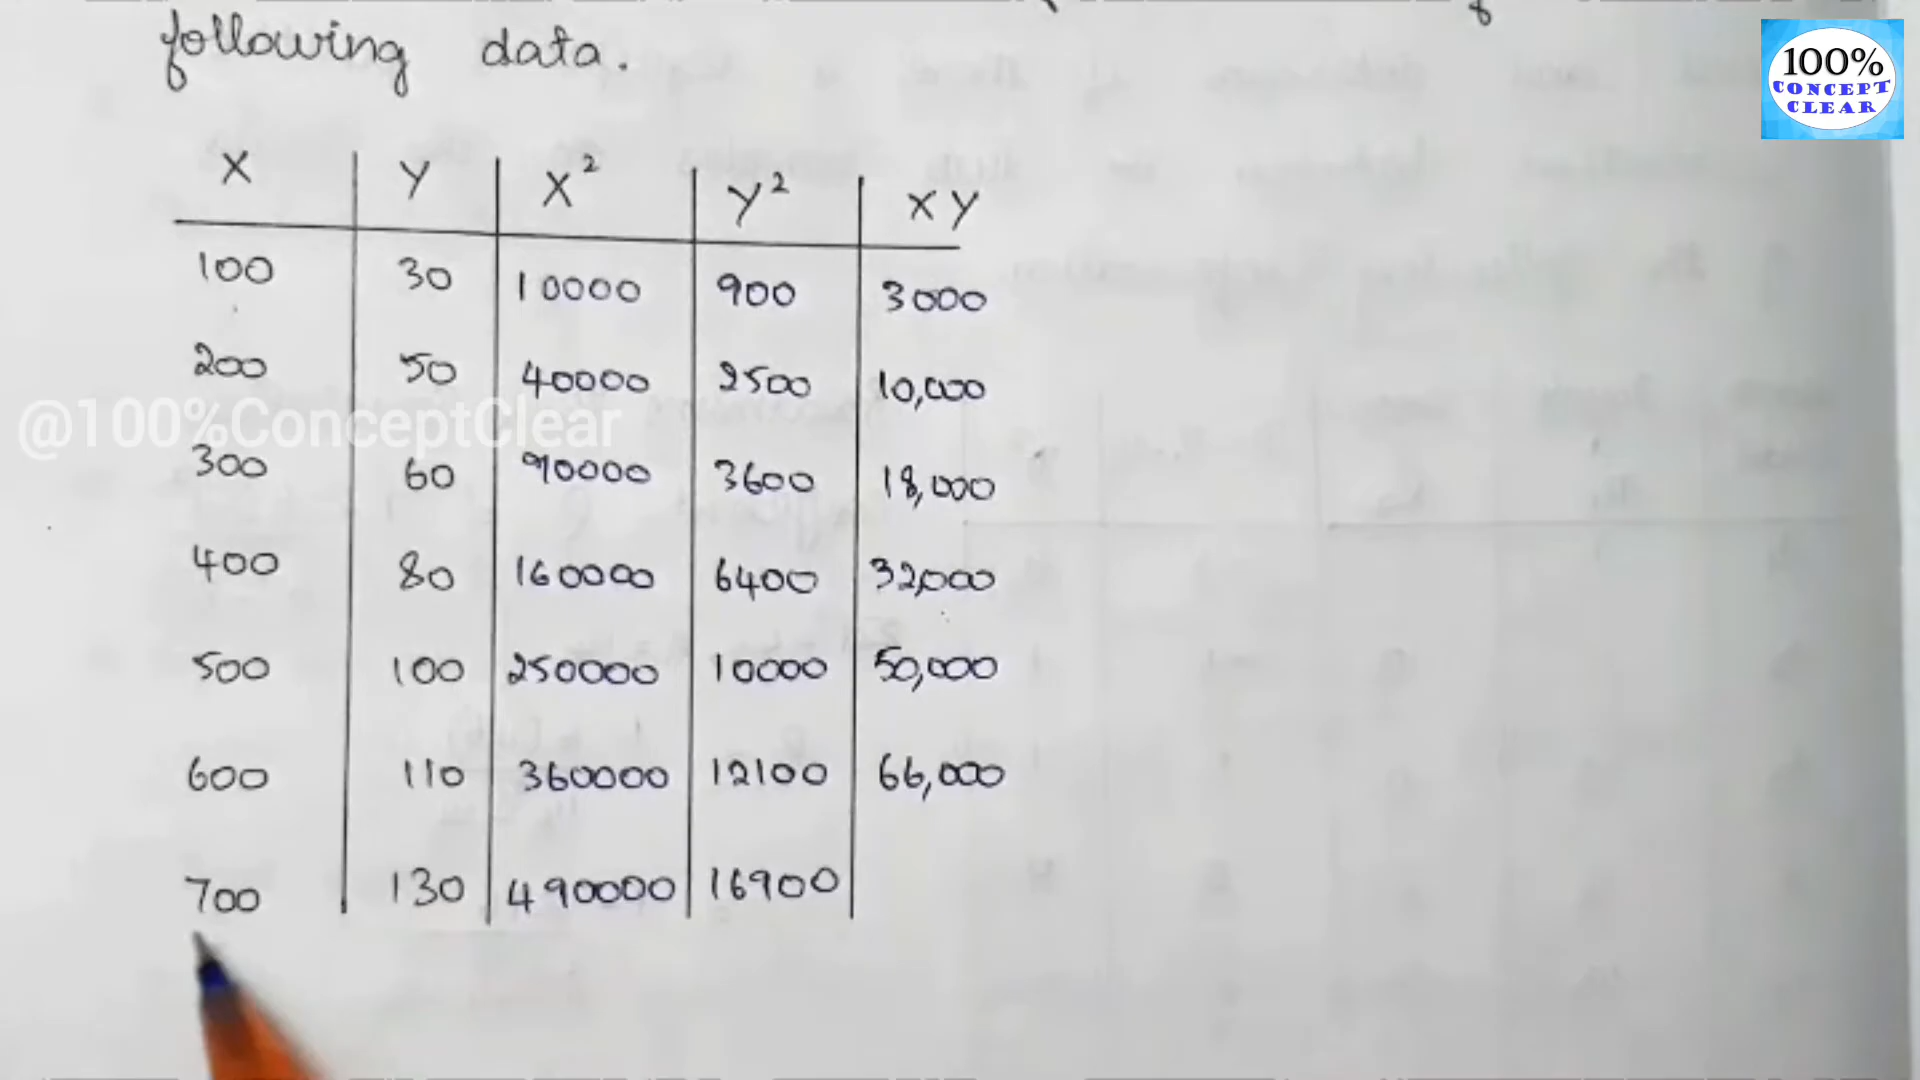 following data.
100%
CONCEPT
CLEAR
X Y X² Y² XY
100 30 10000 900 3000
200 50 40000 2500 10,000
@100%ConceptClear
300 60 90000 3600 18,000
400 80 160000 6400 32,000
500 100 250000 10000 50,000
600 110 360000 12100 66,000
700 130 490000 16900